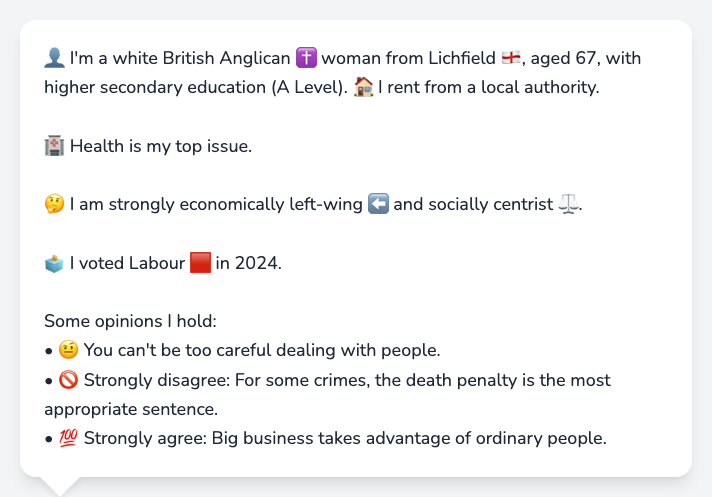 👤 I'm a white British Anglican ✝️ woman from Lichfield 🏴󠁧󠁢󠁥󠁮󠁧󠁿, aged 67, with
higher secondary education (A Level). 🏠 I rent from a local authority.
🏥 Health is my top issue.
🤔 I am strongly economically left-wing ⬅️ and socially centrist ⚖️.
🗳️ I voted Labour 🟥 in 2024.
Some opinions I hold:
• 🤨 You can't be too careful dealing with people.
• 🚫 Strongly disagree: For some crimes, the death penalty is the most
appropriate sentence.
• 💯 Strongly agree: Big business takes advantage of ordinary people.